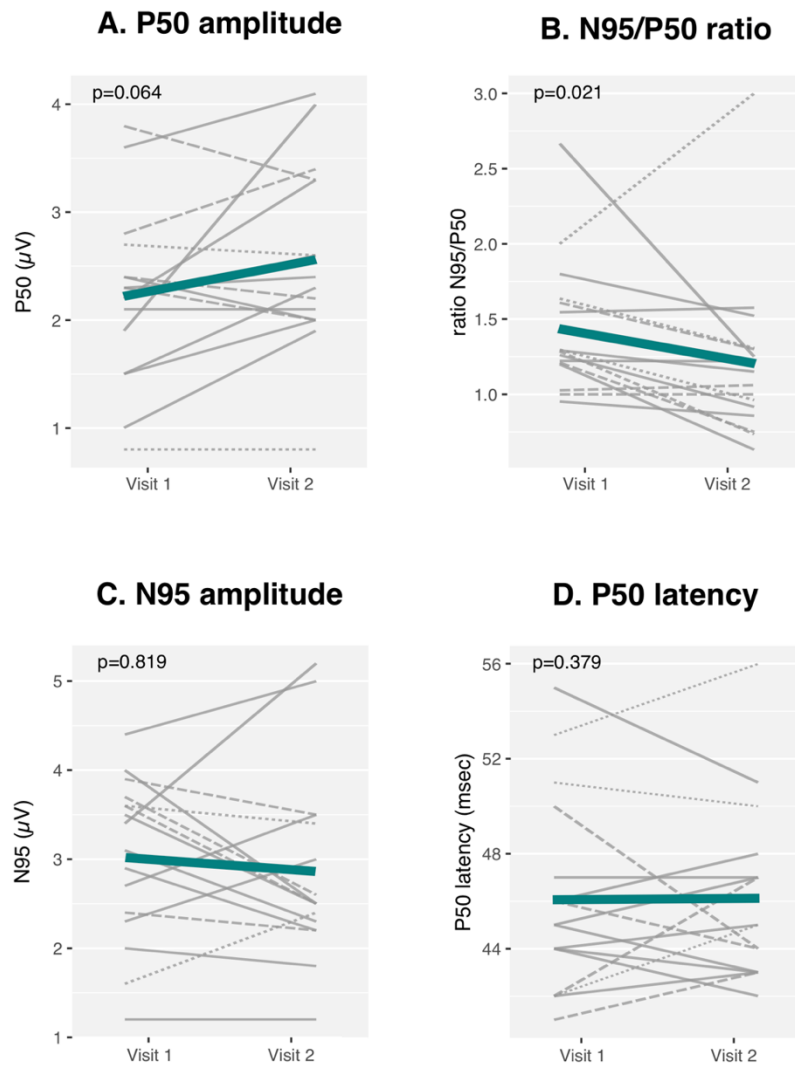 A. P50 amplitude
p=0.064
4
3
2
1
P50 (µV)
Visit 1
Visit 2
B. N95/P50 ratio
p=0.021
3.0
2.5
2.0
1.5
1.0
ratio N95/P50
Visit 1
Visit 2
C. N95 amplitude
p=0.819
5
4
3
2
1
N95 (µV)
Visit 1
Visit 2
D. P50 latency
p=0.379
56
52
48
44
P50 latency (msec)
Visit 1
Visit 2